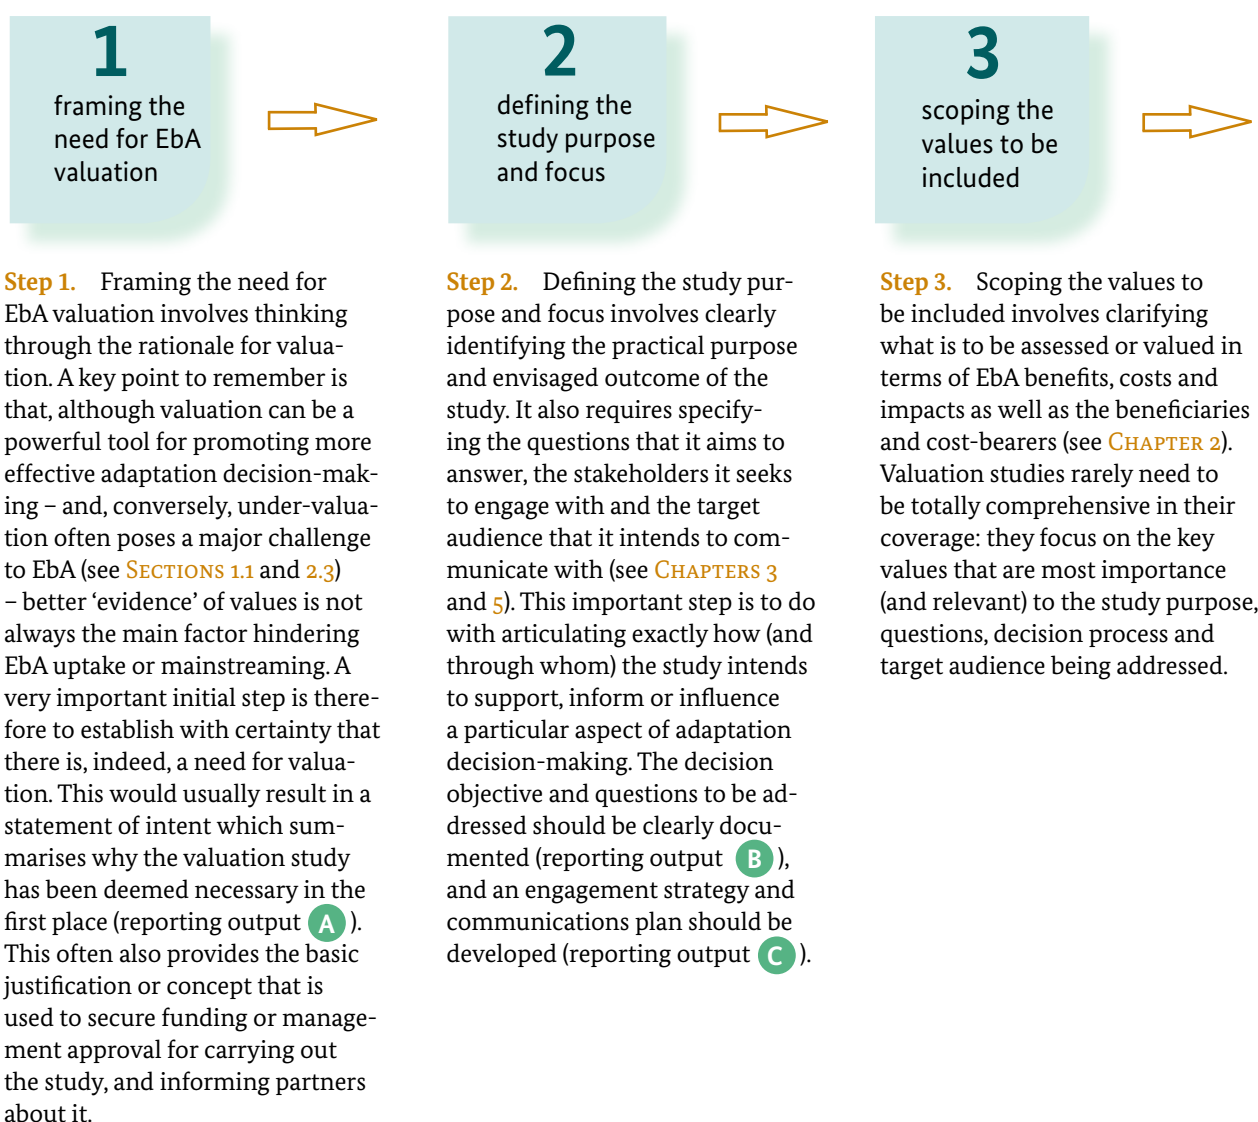 1
framing the
need for EbA
valuation
2
defining the
study purpose
and focus
3
scoping the
values to be
included
Step 1. Framing the need for
EbA valuation involves thinking
through the rationale for valua-
tion. A key point to remember is
that, although valuation can be a
powerful tool for promoting more
effective adaptation decision-mak-
ing – and, conversely, under-valua-
tion often poses a major challenge
to EbA (see Sections 1.1 and 2.3)
– better ‘evidence’ of values is not
always the main factor hindering
EbA uptake or mainstreaming. A
very important initial step is there-
fore to establish with certainty that
there is, indeed, a need for valua-
tion. This would usually result in a
statement of intent which sum-
marises why the valuation study
has been deemed necessary in the
first place (reporting output A ).
This often also provides the basic
justification or concept that is
used to secure funding or manage-
ment approval for carrying out
the study, and informing partners
about it.
Step 2. Defining the study pur-
pose and focus involves clearly
identifying the practical purpose
and envisaged outcome of the
study. It also requires specify-
ing the questions that it aims to
answer, the stakeholders it seeks
to engage with and the target
audience that it intends to com-
municate with (see Chapters 3
and 5). This important step is to do
with articulating exactly how (and
through whom) the study intends
to support, inform or influence
a particular aspect of adaptation
decision-making. The decision
objective and questions to be ad-
dressed should be clearly docu-
mented (reporting output B ),
and an engagement strategy and
communications plan should be
developed (reporting output C ).
Step 3. Scoping the values to
be included involves clarifying
what is to be assessed or valued in
terms of EbA benefits, costs and
impacts as well as the beneficiaries
and cost-bearers (see Chapter 2).
Valuation studies rarely need to
be totally comprehensive in their
coverage: they focus on the key
values that are most importance
(and relevant) to the study purpose,
questions, decision process and
target audience being addressed.